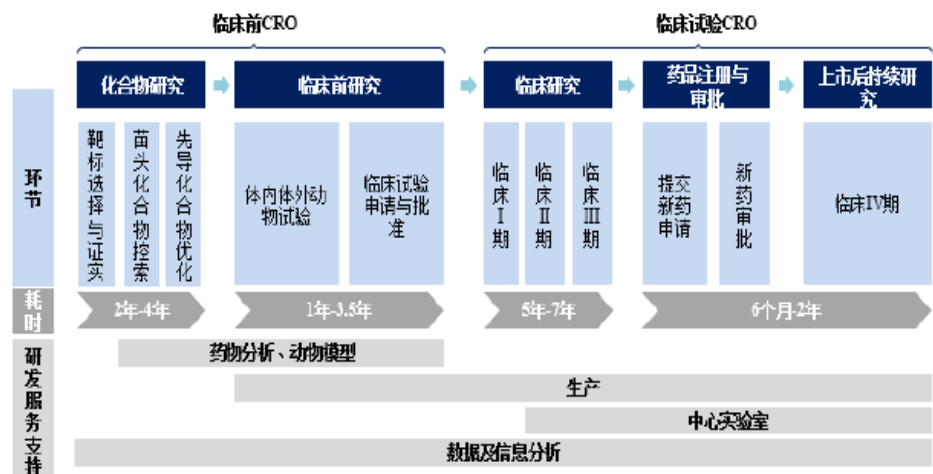 临床前CRO
临床试验CRO
化合物研究
临床前研究
临床研究
药品注册与
审批
上市后持续研
究
环节
靶标选择与证实
苗头化合物控索
先导化合物优化
体内体外动
物试验
临床试验
申请与批
准
临床I期
临床II期
临床III期
提交
新药
申请
新药审批
临床IV期
耗时
2年-4年
1年-3.5年
5年-7年
6个月-2年
研发服务支持
药物分析、动物模型
生产
中心实验室
数据及信息分析